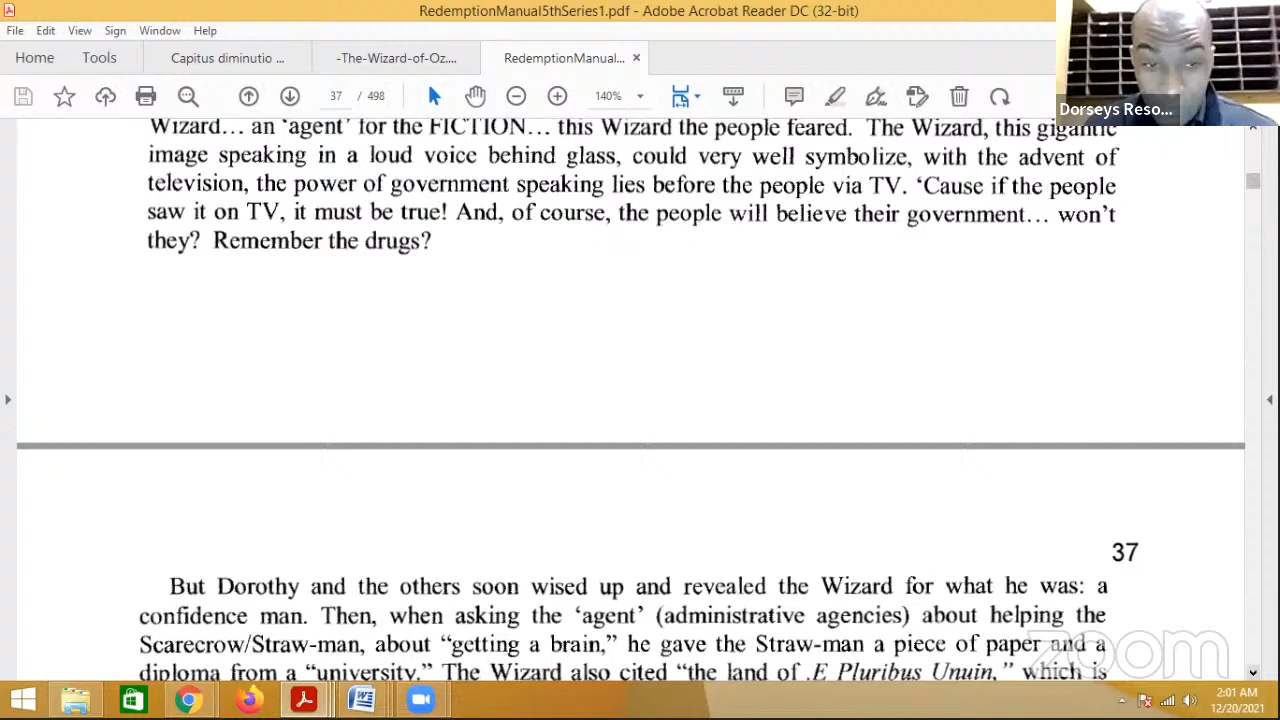 RedemptionManual5thSeries1.pdf - Adobe Acrobat Reader DC (32-bit)
File Edit View Sign Window Help
Home Tools Capitus diminutio ... -The-Wizard-of-Oz.... RedemptionManual... ×
37 / 498 140%
Dorseys Reso...
Wizard… an ‘agent’ for the FICTION… this Wizard the people feared. The Wizard, this gigantic
image speaking in a loud voice behind glass, could very well symbolize, with the advent of
television, the power of government speaking lies before the people via TV. ‘Cause if the people
saw it on TV, it must be true! And, of course, the people will believe their government… won’t
they? Remember the drugs?
37
But Dorothy and the others soon wised up and revealed the Wizard for what he was: a
confidence man. Then, when asking the ‘agent’ (administrative agencies) about helping the
Scarecrow/Straw-man, about “getting a brain,” he gave the Straw-man a piece of paper and a
diploma from a “university.” The Wizard also cited “the land of .E Pluribus Unuin,” which is
zoom
2:01 AM
12/20/2021